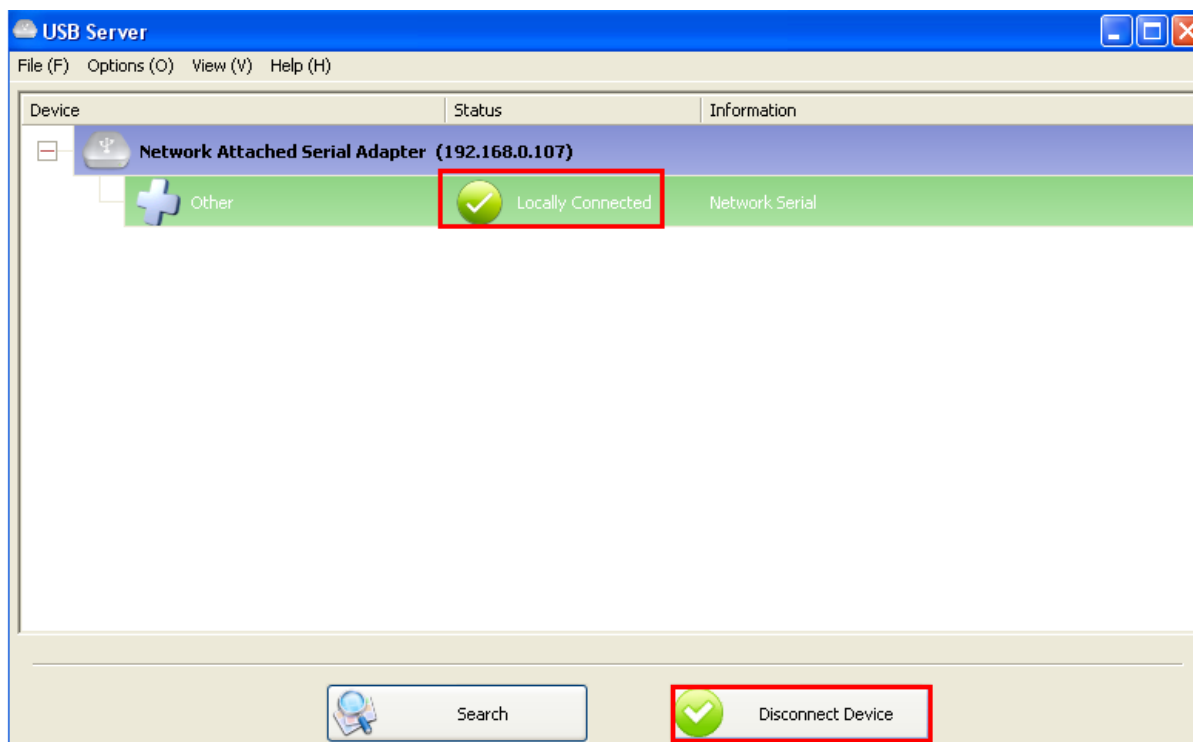 USB Server
File (F) Options (O) View (V) Help (H)
Device Status Information
Network Attached Serial Adapter (192.168.0.107)
Other Locally Connected Network Serial
Search Disconnect Device